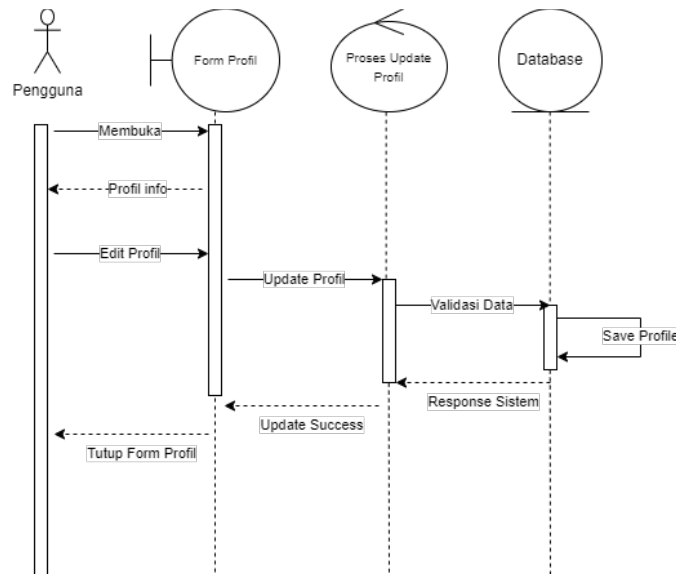 Pengguna
Form Profil
Proses Update
Profil
Database
Membuka
Profil info
Edit Profil
Update Profil
Validasi Data
Save Profile
Response Sistem
Update Success
Tutup Form Profil